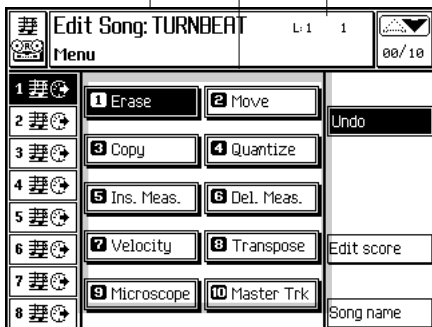 Edit Song: TURNBEAT L: 1 1
Menu 00/10
1
2
3
4
5
6
7
8
1 Erase
2 Move
3 Copy
4 Quantize
5 Ins. Meas.
6 Del. Meas.
7 Velocity
8 Transpose
9 Microscope
10 Master Trk
Undo
Edit score
Song name